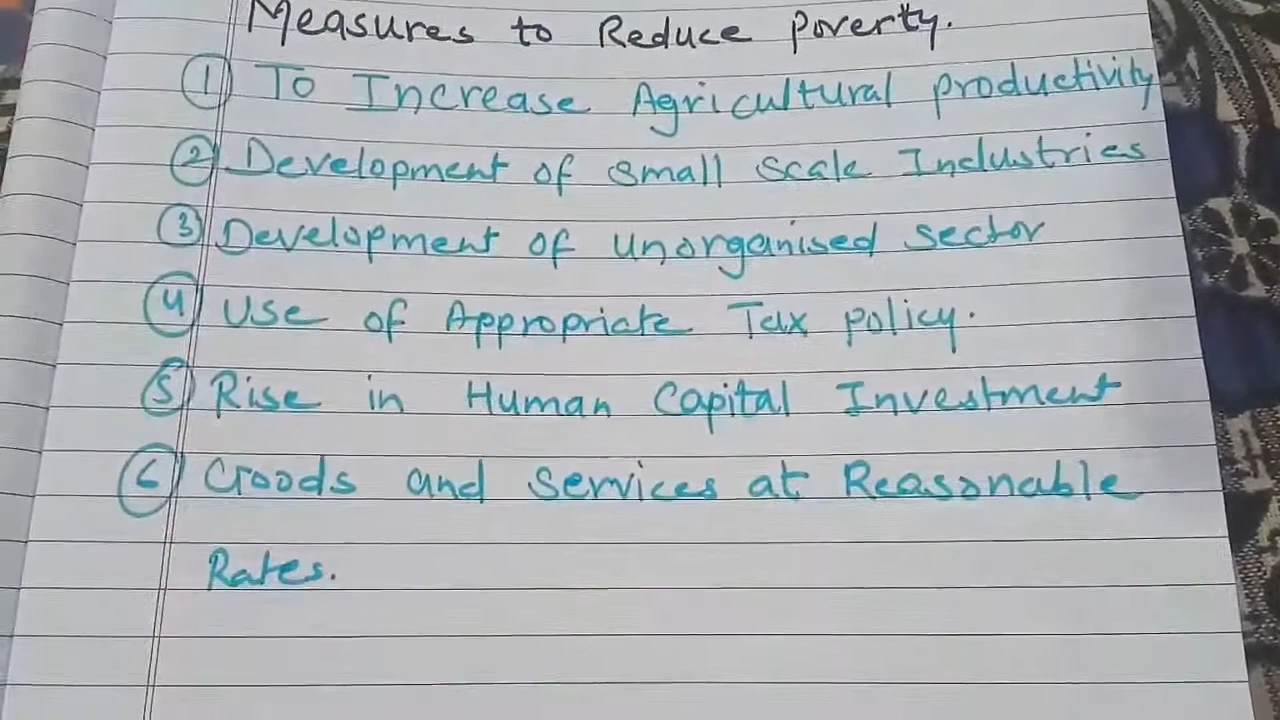 Measures to Reduce poverty.
① To Increase Agricultural productivity
② Development of small scale Industries
③ Development of unorganised sector
④ Use of Appropriate Tax policy.
⑤ Rise in Human Capital Investment
⑥ Goods and services at Reasonable
Rates.